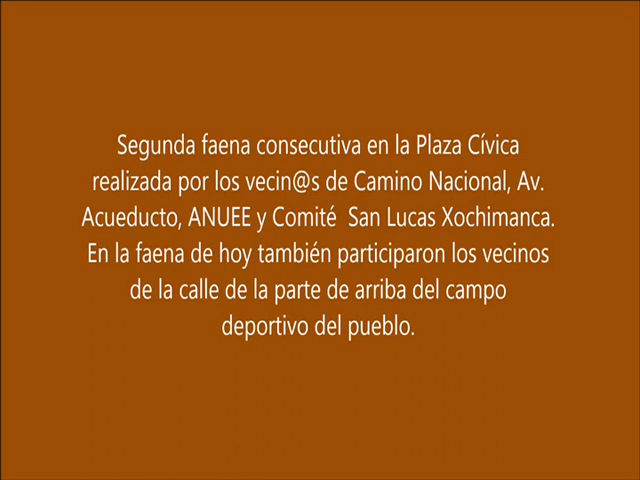 Segunda faena consecutiva en la Plaza Cívica
realizada por los vecin@s de Camino Nacional, Av.
Acueducto, ANUEE y Comité  San Lucas Xochimanca.
En la faena de hoy también participaron los vecinos
de la calle de la parte de arriba del campo
deportivo del pueblo.